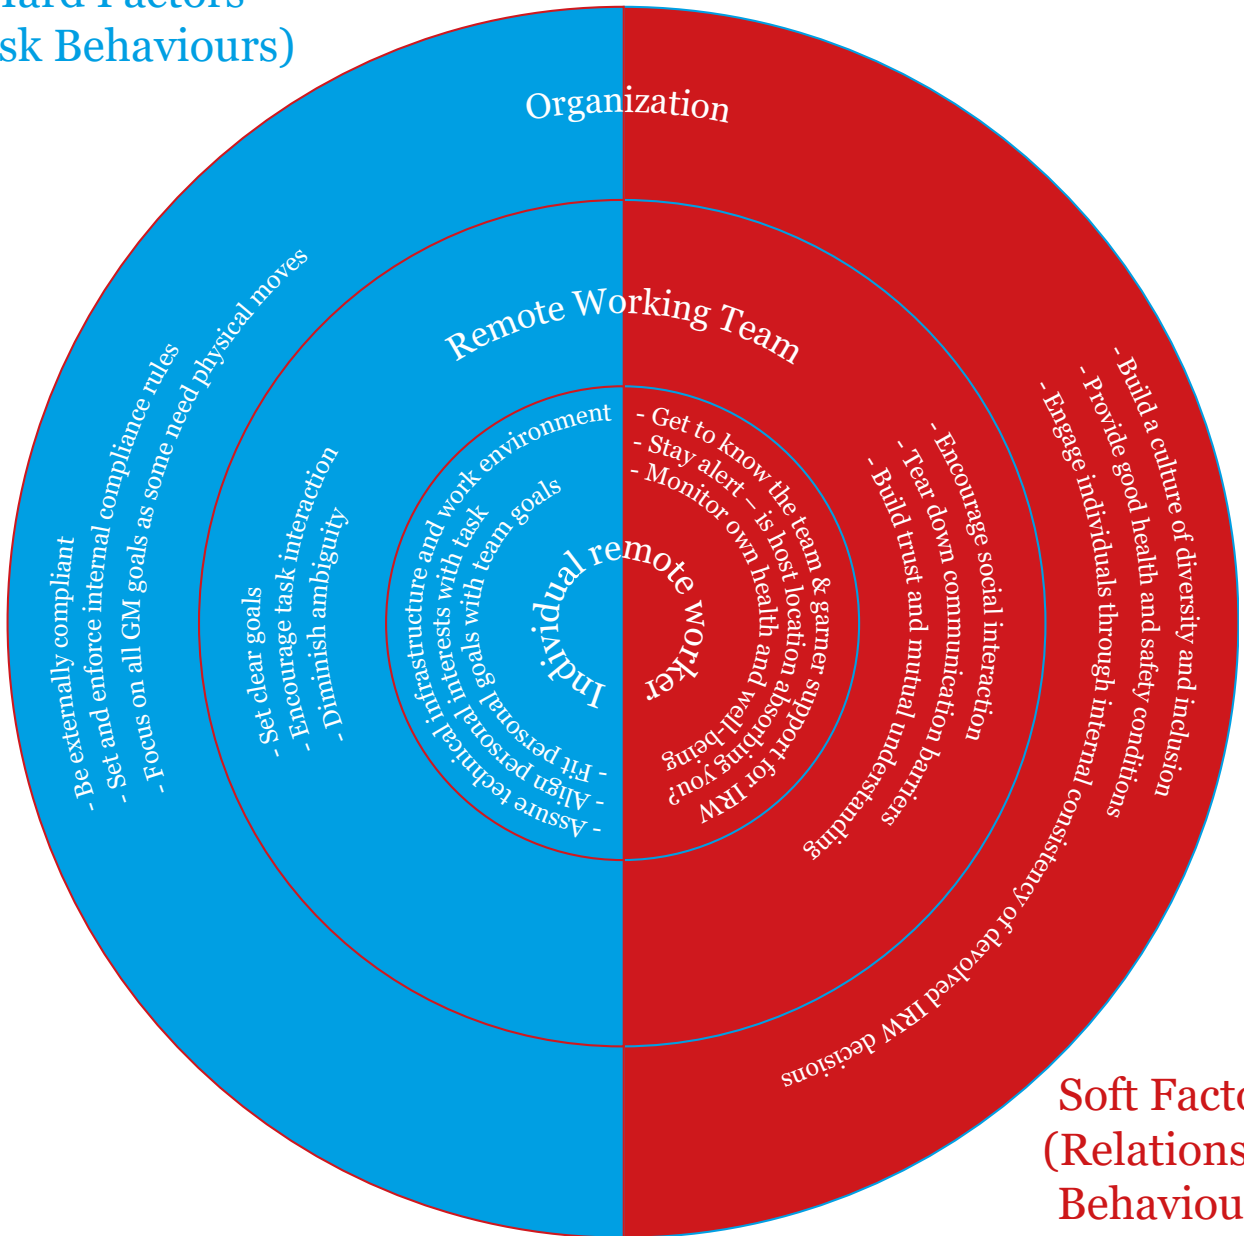 Hard Factors
sk Behaviours)
Organization
Remote Working Team
Individual remote worker
- Be externally compliant
- Set and enforce internal compliance rules
- Focus on all GM goals as some need physical moves
- Set clear goals
- Encourage task interaction
- Diminish ambiguity
- Assure technical infrastructure and work environment
- Align personal interests with task
- Fit personal goals with team goals
- Get to know the team & garner support for IRW
- Stay alert – is host location absorbing you?
- Monitor own health and well-being
- Encourage social interaction
- Tear down communication barriers
- Build trust and mutual understanding
- Build a culture of diversity and inclusion
- Provide good health and safety conditions
- Engage individuals through internal consistency of devolved IRW decisions
Soft Facto
(Relations
Behaviou